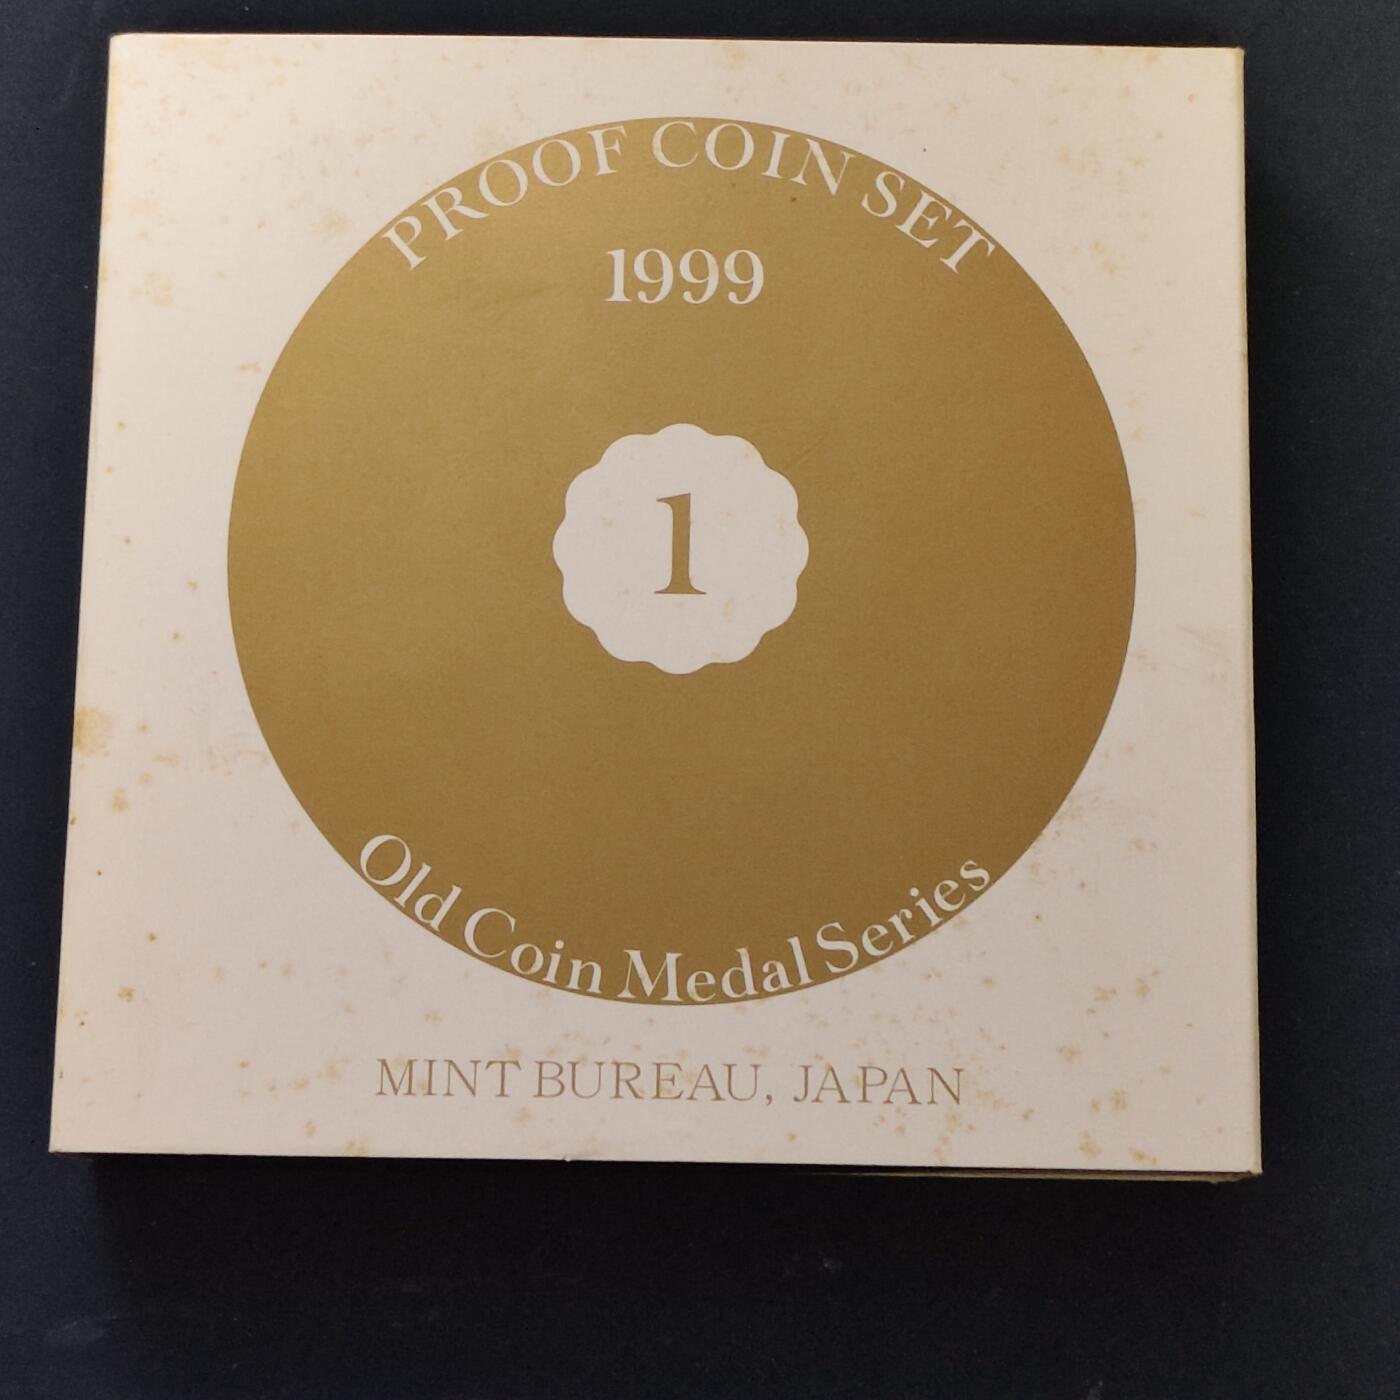 PROOF COIN SET
1999
1
Old Coin Medal Series
MINT BUREAU, JAPAN